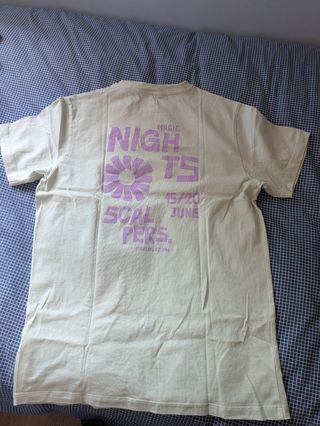 MAGIC
NIGH
TS
15/20
JUNE
SCAL
PERS.